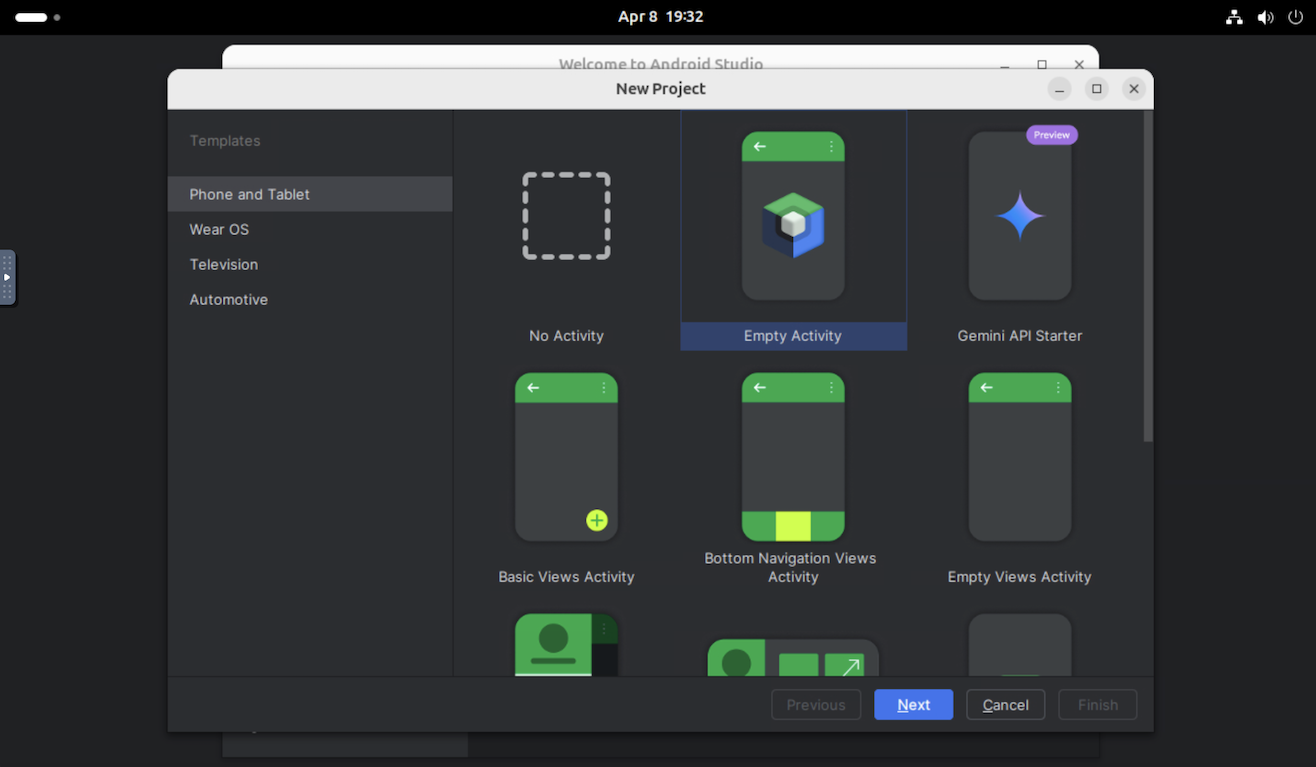 Apr 8 19:32
Welcome to Android Studio
New Project
Templates
Phone and Tablet
Wear OS
Television
Automotive
No Activity
Empty Activity
Preview
Gemini API Starter
Basic Views Activity
Bottom Navigation Views
Activity
Empty Views Activity
Previous
Next
Cancel
Finish